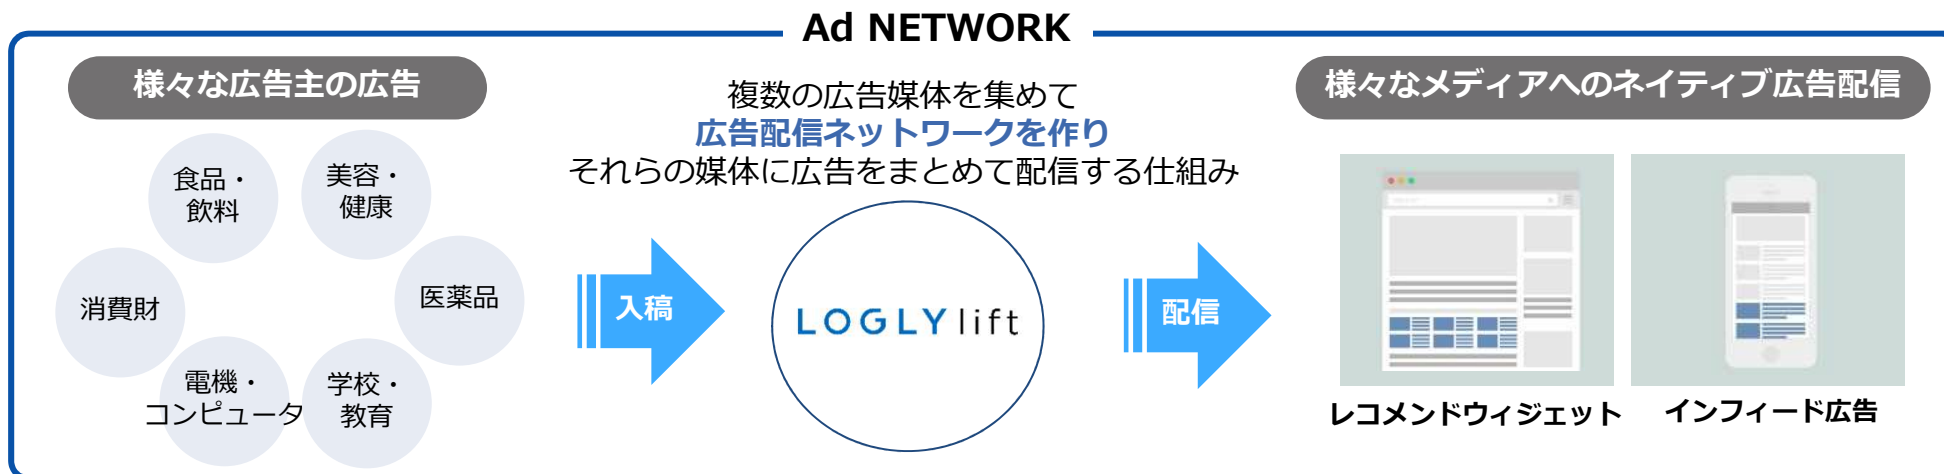 Ad NETWORK
様々な広告主の広告
食品・
飲料
美容・
健康
消費財
医薬品
電機・
コンピュータ
学校・
教育
入稿
複数の広告媒体を集めて
広告配信ネットワークを作り
それらの媒体に広告をまとめて配信する仕組み
LOGLY lift
配信
様々なメディアへのネイティブ広告配信
レコメンドウィジェット
インフィード広告